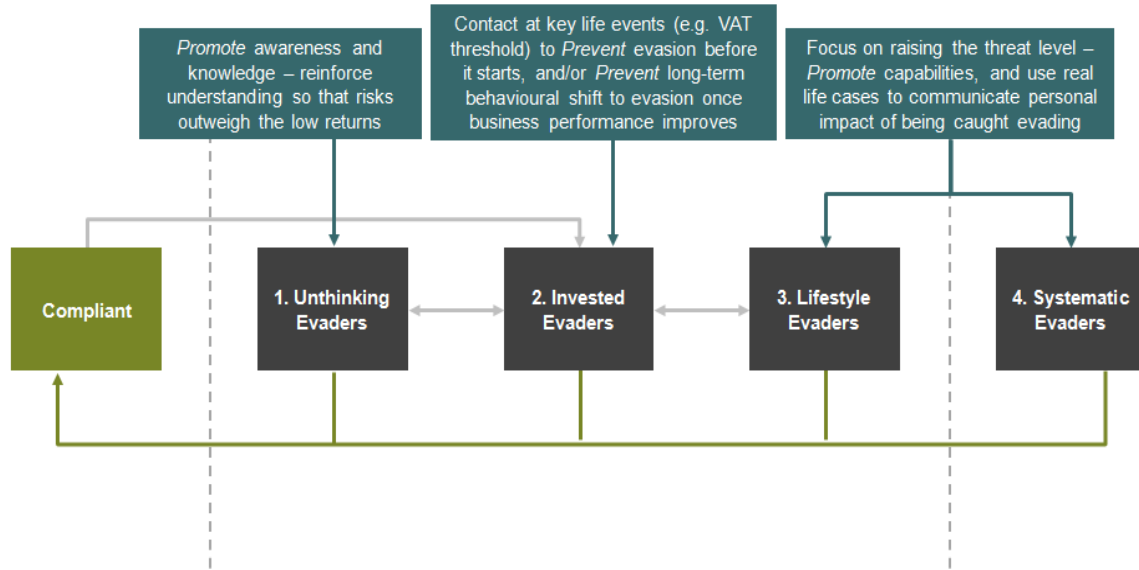 Promote awareness and
knowledge – reinforce
understanding so that risks
outweigh the low returns
Contact at key life events (e.g. VAT
threshold) to Prevent evasion before
it starts, and/or Prevent long-term
behavioural shift to evasion once
business performance improves
Focus on raising the threat level –
Promote capabilities, and use real
life cases to communicate personal
impact of being caught evading
Compliant
1. Unthinking
Evaders
2. Invested
Evaders
3. Lifestyle
Evaders
4. Systematic
Evaders